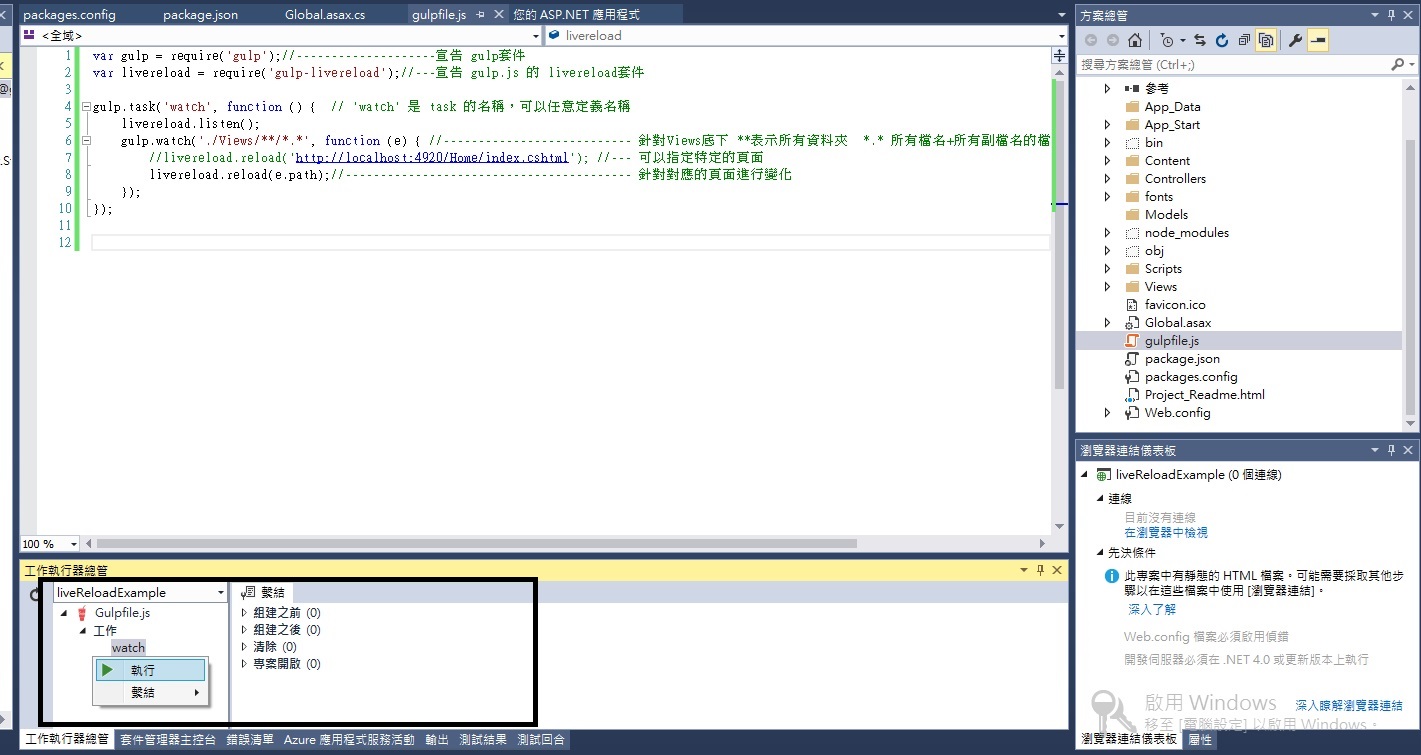 packages.config package.json Global.asax.cs gulpfile.js 您的 ASP.NET 應用程式
<全域> livereload
1 var gulp = require('gulp');//--------------------宣告 gulp套件
2 var livereload = require('gulp-livereload');//---宣告 gulp.js 的 livereload套件
3
4 gulp.task('watch', function () { // 'watch' 是 task 的名稱，可以任意定義名稱
5 livereload.listen();
6 gulp.watch('./Views/**/*.*', function (e) { //--------------------------- 針對Views底下 **表示所有資料夾 *.* 所有檔名+所有副檔名的檔
7 //livereload.reload('http://localhost:4920/Home/index.cshtml'); //--- 可以指定特定的頁面
8 livereload.reload(e.path);//----------------------------------------- 針對對應的頁面進行變化
9 });
10 });
11
12
100 %
工作執行器總管
liveReloadExample
Gulpfile.js
工作
watch
執行
繫結
繫結
組建之前 (0)
組建之後 (0)
清除 (0)
專案開啟 (0)
工作執行器總管 套件管理器主控台 錯誤清單 Azure 應用程式服務活動 輸出 測試結果 測試回合
方案總管
搜尋方案總管 (Ctrl+;)
參考
App_Data
App_Start
bin
Content
Controllers
fonts
Models
node_modules
obj
Scripts
Views
favicon.ico
Global.asax
gulpfile.js
package.json
packages.config
Project_Readme.html
Web.config
瀏覽器連結儀表板
liveReloadExample (0 個連線)
連線
目前沒有連線
在瀏覽器中檢視
先決條件
此專案中有靜態的 HTML 檔案。可能需要採取其他步
驟以在這些檔案中使用 [瀏覽器連結]。
深入了解
Web.config 檔案必須啟用偵錯
開發伺服器必須在 .NET 4.0 或更新版本上執行
啟用 Windows
深入瞭解瀏覽器連結
移至 [電腦設定] 以啟用 Windows。
瀏覽器連結儀表板 屬性